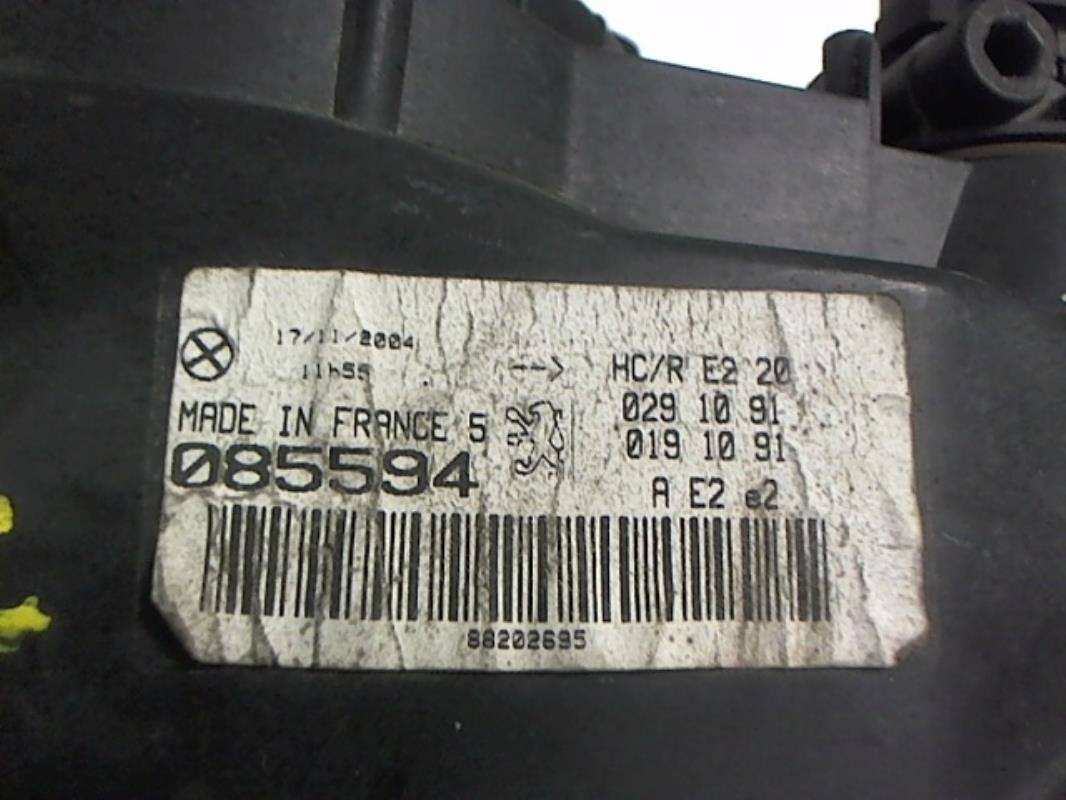 17/11/2004
11h55
MADE IN FRANCE 5
085594
-->
HC/R E2 20
029 10 91
019 10 91
A E2 e2
88202695